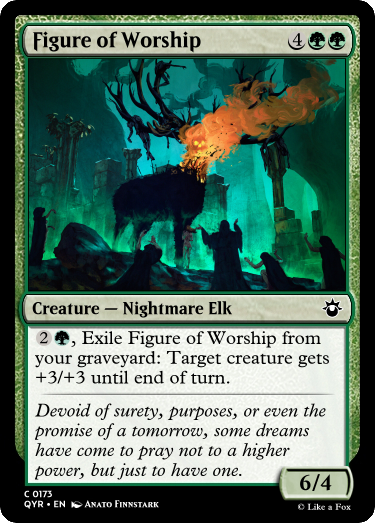 Figure of Worship 4
Creature — Nightmare Elk
2, Exile Figure of Worship from
your graveyard: Target creature gets
+3/+3 until end of turn.
Devoid of surety, purposes, or even the
promise of a tomorrow, some dreams
have come to pray not to a higher
power, but just to have one.
6/4
C 0173
QYR • EN Anato Finnstark
© Like a Fox